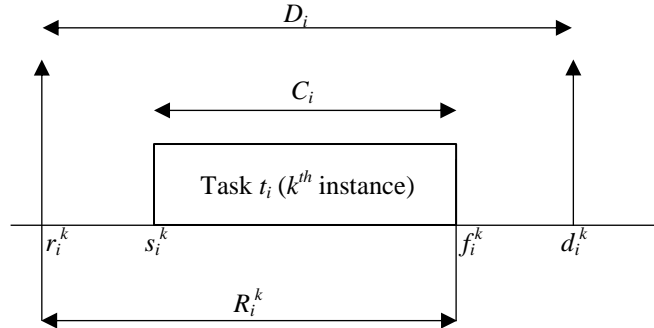 D_i
C_i
Task t_i (k^th instance)
r_i^k s_i^k f_i^k d_i^k
R_i^k